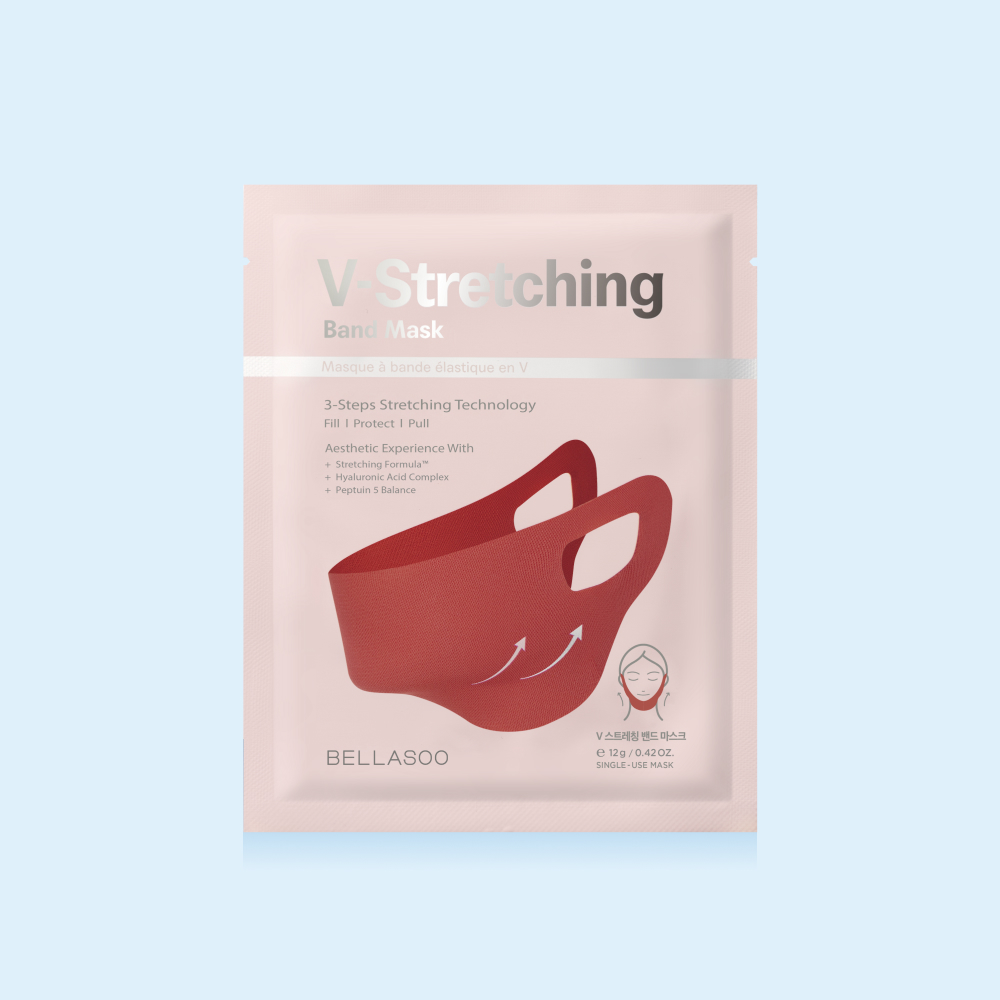 V-Stretching
Band Mask
Masque à bande élastique en V
3-Steps Stretching Technology
Fill | Protect | Pull
Aesthetic Experience With
+ Stretching Formula™
+ Hyaluronic Acid Complex
+ Peptuin 5 Balance
V 스트레칭 밴드 마스크
BELLASOO
℮ 12g / 0.42 OZ.
SINGLE-USE MASK